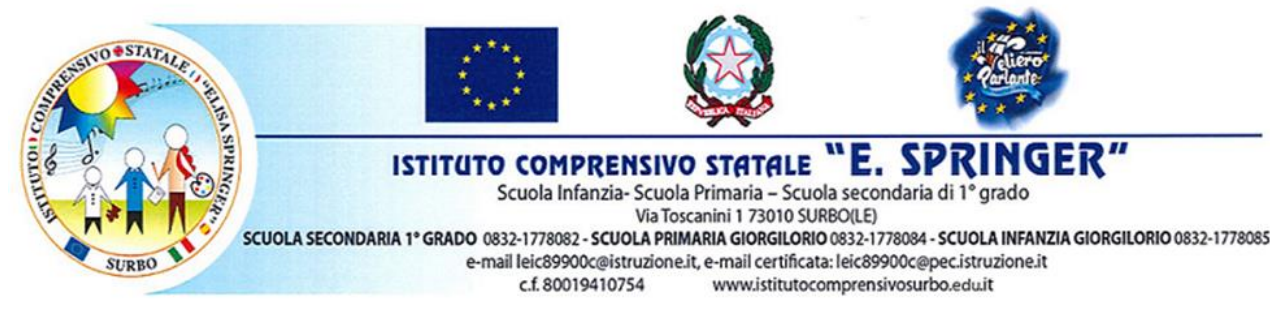 ISTITUTO COMPRENSIVO STATALE "ELISA SPRINGER"
SURBO
REPVBBLICA ITALIANA
il
Veliero
Parlante
ISTITUTO COMPRENSIVO STATALE "E. SPRINGER"
Scuola Infanzia- Scuola Primaria – Scuola secondaria di 1° grado
Via Toscanini 1 73010 SURBO(LE)
SCUOLA SECONDARIA 1° GRADO 0832-1778082 - SCUOLA PRIMARIA GIORGILORIO 0832-1778084 - SCUOLA INFANZIA GIORGILORIO 0832-1778085
e-mail leic89900c@istruzione.it, e-mail certificata: leic89900c@pec.istruzione.it
c.f. 80019410754 www.istitutocomprensivosurbo.edu.it